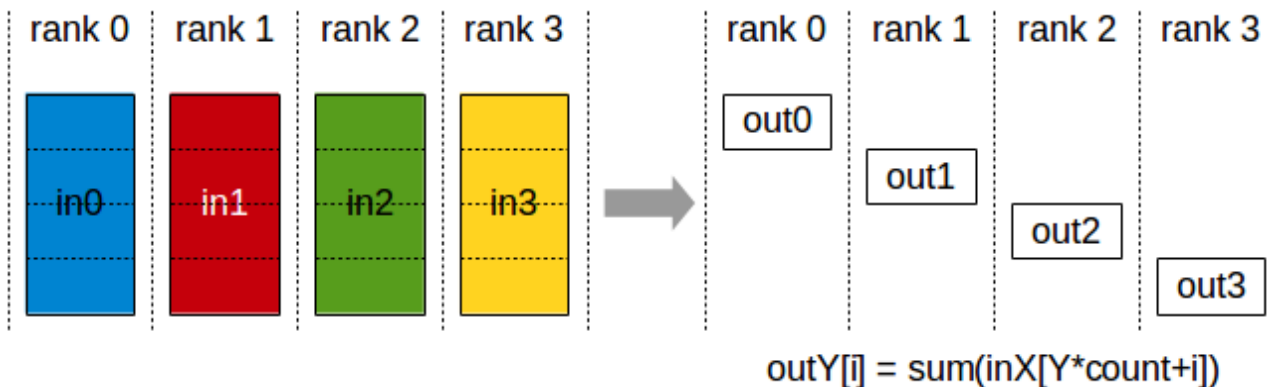 rank 0 rank 1 rank 2 rank 3 rank 0 rank 1 rank 2 rank 3
out0
out1
in0 in1 in2 in3
out2
out3
outY[i] = sum(inX[Y*count+i])